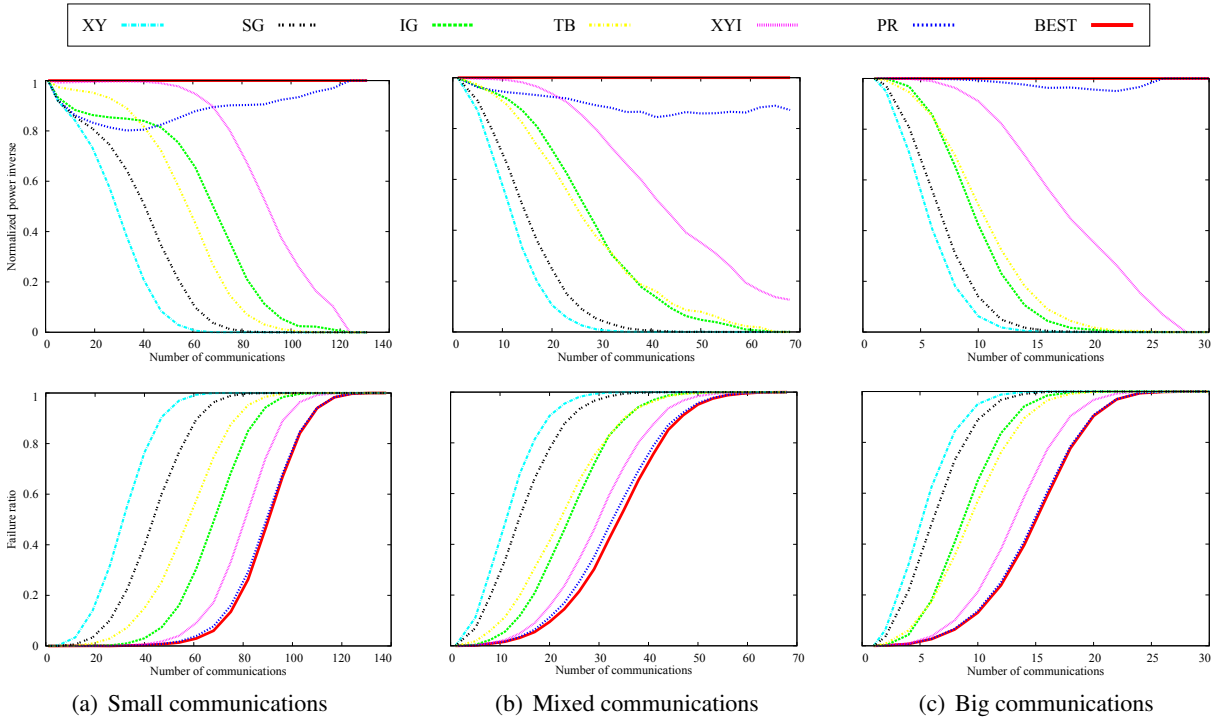 XY SG IG TB XYI PR BEST
1
0.8
0.6
0.4
0.2
0
Normalized power inverse
0 20 40 60 80 100 120 140
Number of communications
0 10 20 30 40 50 60 70
Number of communications
0 5 10 15 20 25 30
Number of communications
1
0.8
0.6
0.4
0.2
0
Failure ratio
0 20 40 60 80 100 120 140
Number of communications
0 10 20 30 40 50 60 70
Number of communications
0 5 10 15 20 25 30
Number of communications
(a) Small communications
(b) Mixed communications
(c) Big communications